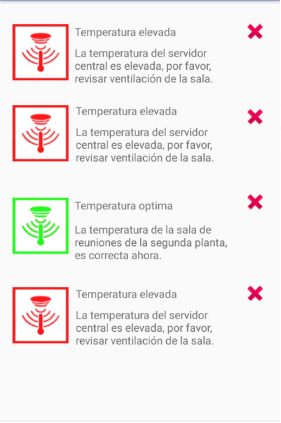 Temperatura elevada
La temperatura del servidor
central es elevada, por favor,
revisar ventilación de la sala.
Temperatura elevada
La temperatura del servidor
central es elevada, por favor,
revisar ventilación de la sala.
Temperatura optima
La temperatura de la sala de
reuniones de la segunda planta,
es correcta ahora.
Temperatura elevada
La temperatura del servidor
central es elevada, por favor,
revisar ventilación de la sala.